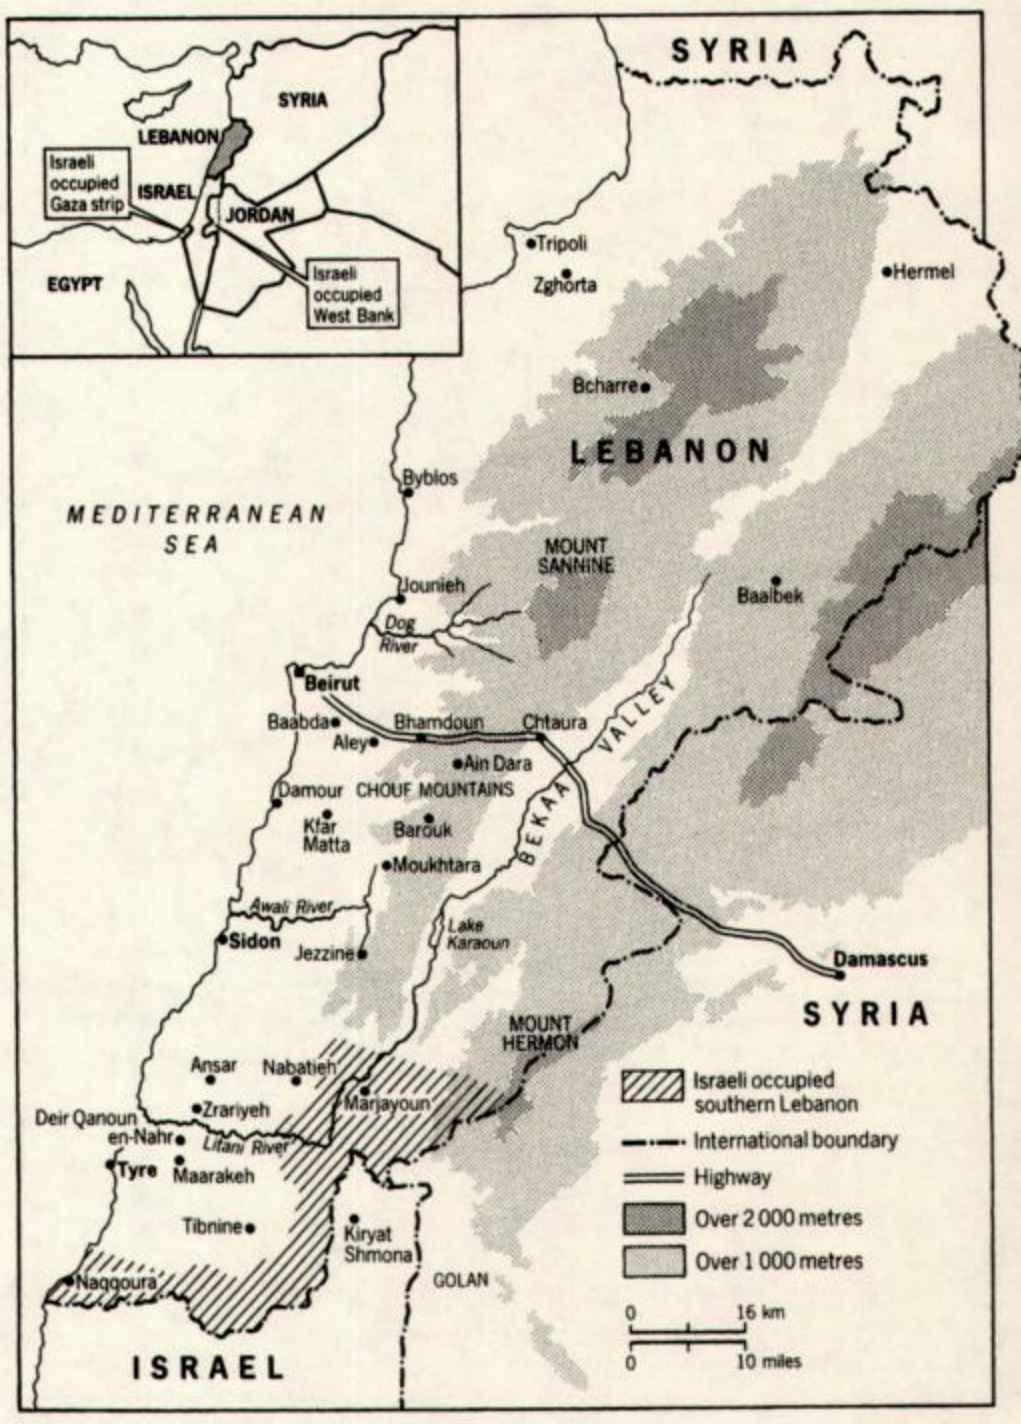 SYRIA
LEBANON
Israeli
occupied
Gaza strip
ISRAEL
JORDAN
EGYPT
Israeli
occupied
West Bank
SYRIA
Tripoli
Zghorta
Hermel
Bcharre
LEBANON
Byblos
MEDITERRANEAN
SEA
MOUNT
SANNINE
Jounieh
Baalbek
Dog
River
Beirut
Baabda
Bhamdoun
Chtaura
Aley
Ain Dara
BEKAA VALLEY
Damour
CHOUF MOUNTAINS
Kfar
Matta
Barouk
Moukhtara
Awali River
Lake
Karaoun
Sidon
Jezzine
Damascus
SYRIA
MOUNT
HERMON
Ansar
Nabatieh
Marjayoun
Zrariyeh
Deir Qanoun
en-Nahr
Litani River
Tyre
Maarakeh
Tibnine
Kiryat
Shmona
GOLAN
Naqqoura
ISRAEL
Israeli occupied
southern Lebanon
International boundary
Highway
Over 2 000 metres
Over 1 000 metres
0 16 km
0 10 miles